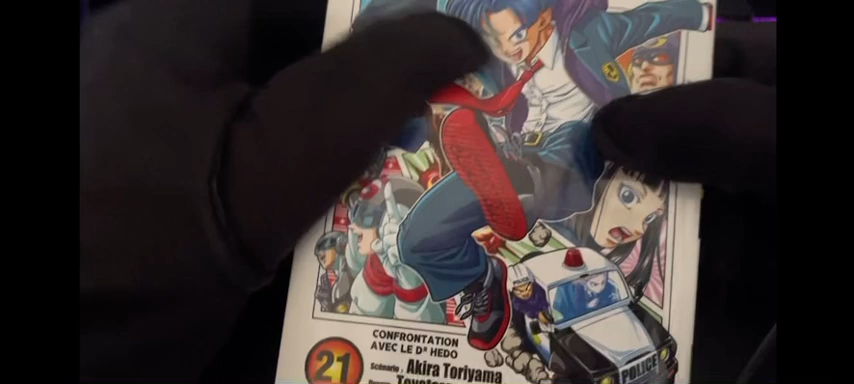 CONFRONTATION
AVEC LE Dʳ HEDO
21
Scénario : Akira Toriyama
POLICE